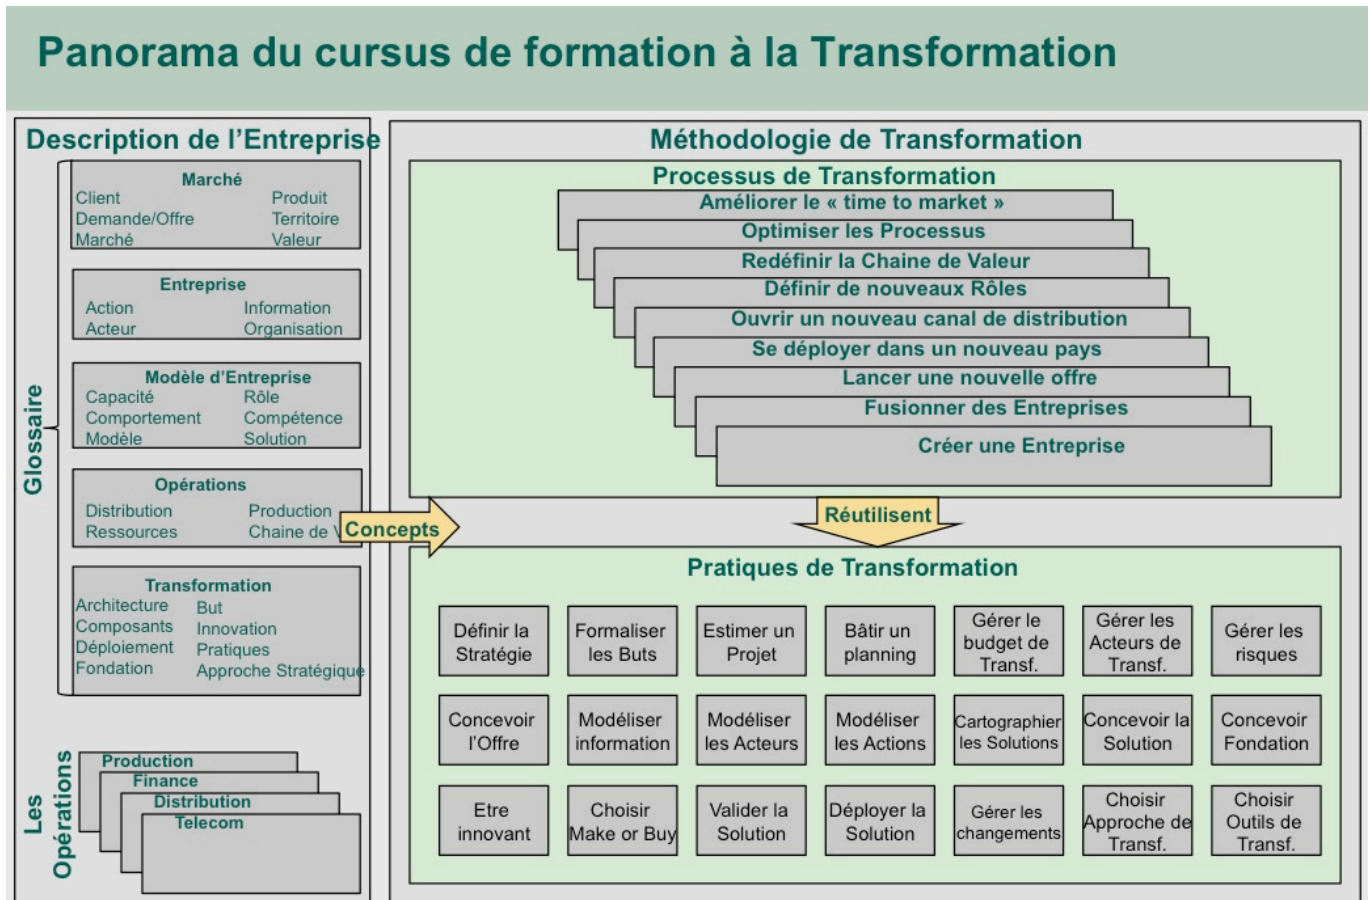 Panorama du cursus de formation à la Transformation
Description de l’Entreprise
Glossaire
Marché
Client Produit
Demande/Offre Territoire
Marché Valeur
Entreprise
Action Information
Acteur Organisation
Modèle d’Entreprise
Capacité Rôle
Comportement Compétence
Modèle Solution
Opérations
Distribution Production
Ressources Chaine de
Transformation
Architecture But
Composants Innovation
Déploiement Pratiques
Fondation Approche Stratégique
Les
Opérations
Production
Finance
Distribution
Telecom
Concepts
Méthodologie de Transformation
Processus de Transformation
Améliorer le « time to market »
Optimiser les Processus
Redéfinir la Chaine de Valeur
Définir de nouveaux Rôles
Ouvrir un nouveau canal de distribution
Se déployer dans un nouveau pays
Lancer une nouvelle offre
Fusionner des Entreprises
Créer une Entreprise
Réutilisent
Pratiques de Transformation
Définir la
Stratégie
Formaliser
les Buts
Estimer un
Projet
Bâtir un
planning
Gérer le
budget de
Transf.
Gérer les
Acteurs de
Transf.
Gérer les
risques
Concevoir
l’Offre
Modéliser
information
Modéliser
les Acteurs
Modéliser
les Actions
Cartographier
les Solutions
Concevoir la
Solution
Concevoir
Fondation
Etre
innovant
Choisir
Make or Buy
Valider la
Solution
Déployer la
Solution
Gérer les
changements
Choisir
Approche de
Transf.
Choisir
Outils de
Transf.